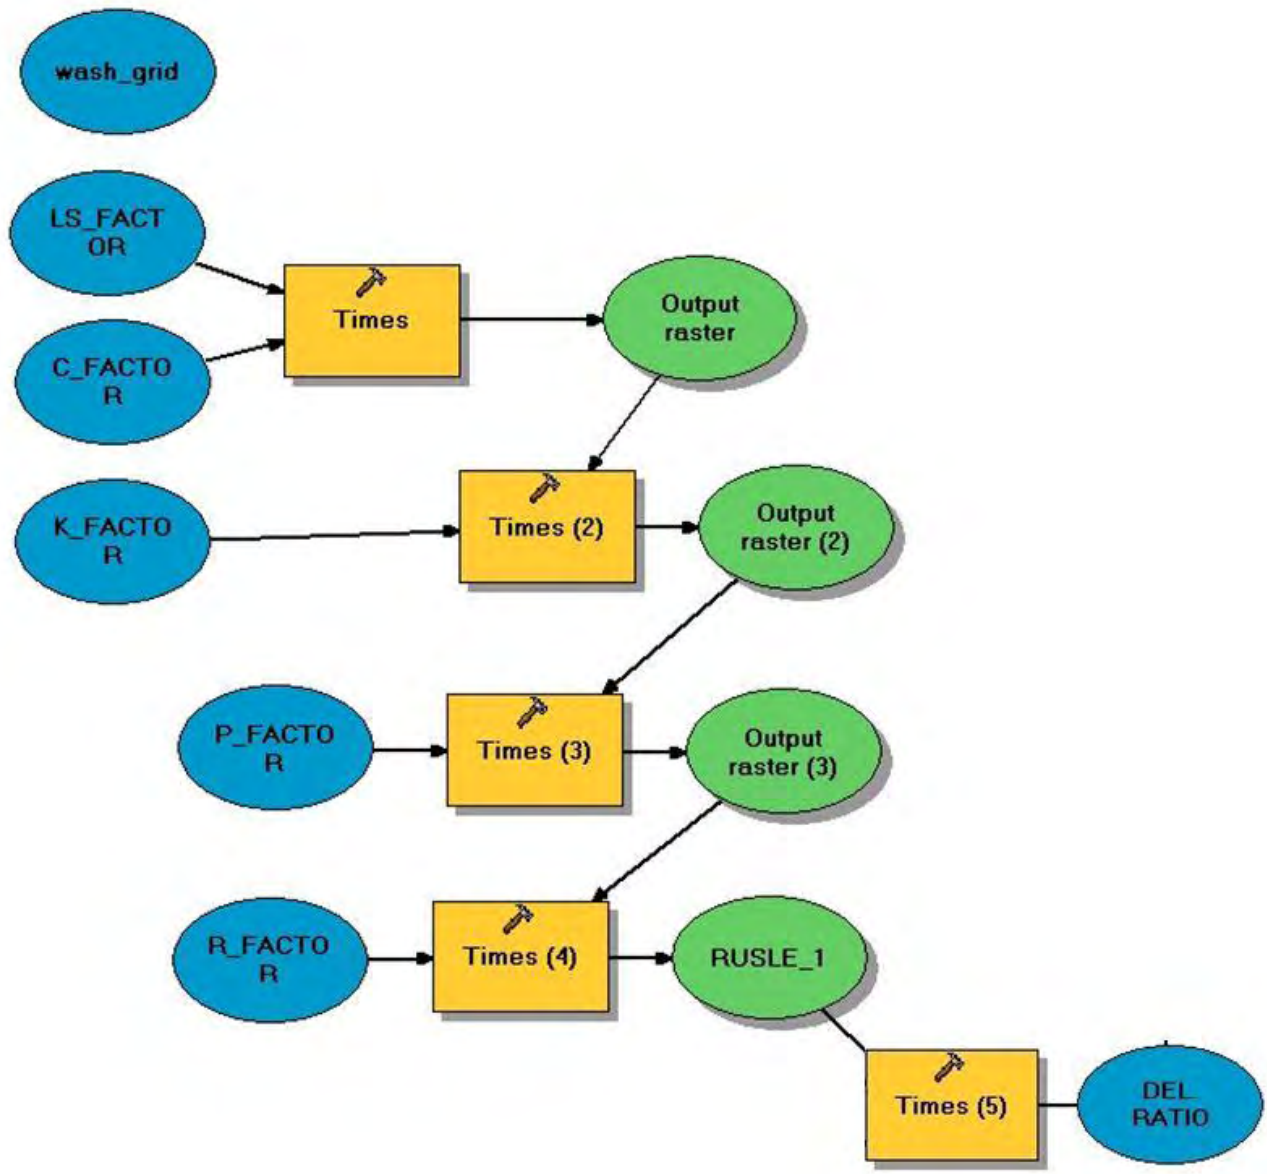 wash_grid
LS_FACT
OR
Times
Output
raster
C_FACTO
R
K_FACTO
R
Times (2)
Output
raster (2)
P_FACTO
R
Times (3)
Output
raster (3)
R_FACTO
R
Times (4)
RUSLE_1
Times (5)
DEL
RATIO